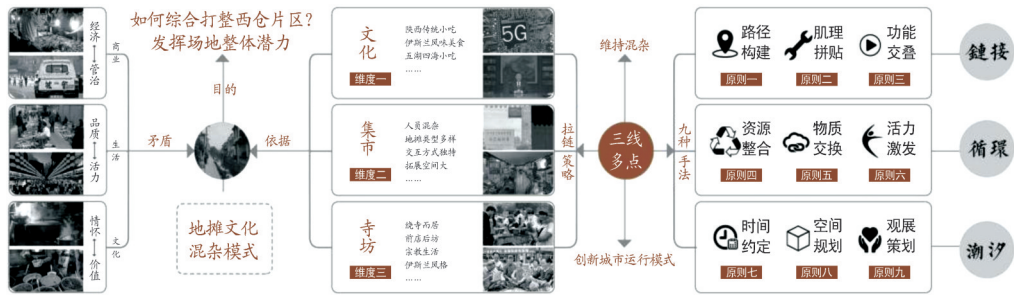 经济
管治
商业
品质
活力
生活
情怀
价值
文化
如何综合打整西仓片区?
发挥场地整体潜力
目的
矛盾
依据
地摊文化
混杂模式
文化
维度一
陕西传统小吃
伊斯兰风味美食
五湖四海小吃
……
5G
集市
维度二
人员混杂
地摊类型多样
交互方式独特
拓展空间大
……
寺坊
维度三
绕寺而居
前店后坊
宗教生活
伊斯兰风格
……
拉链策略
维持混杂
三线
多点
创新城市运行模式
九种手法
路径
构建
原则一
肌理
拼贴
原则二
功能
交叠
原则三
鏈接
资源
整合
原则四
物质
交换
原则五
活力
激发
原则六
循環
时间
约定
原则七
空间
规划
原则八
观展
策划
原则九
潮汐